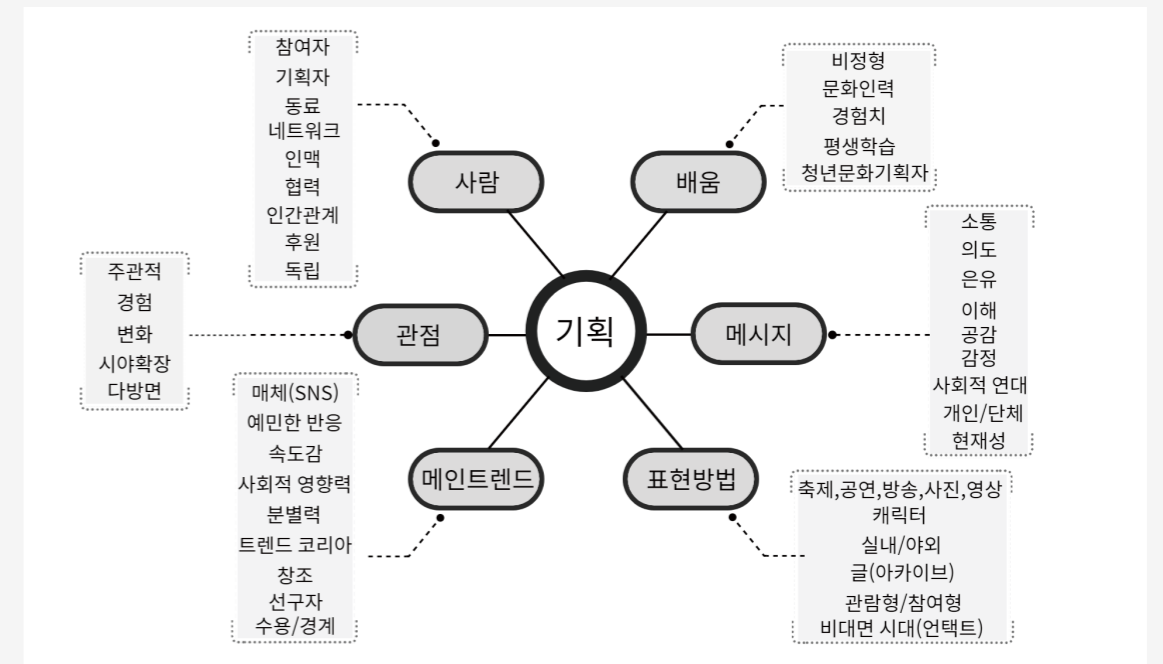 참여자
기획자
동료
네트워크
인맥
협력
인간관계
후원
독립
사람
비정형
문화인력
경험치
평생학습
청년문화기획자
배움
주관적
경험
변화
시야확장
다방면
관점
기획
메시지
소통
의도
은유
이해
공감
감정
사회적 연대
개인/단체
현재성
매체(SNS)
예민한 반응
속도감
사회적 영향력
분별력
트렌드 코리아
창조
선구자
수용/경계
메인트렌드
표현방법
축제,공연,방송,사진,영상
캐릭터
실내/야외
글(아카이브)
관람형/참여형
비대면 시대(언택트)